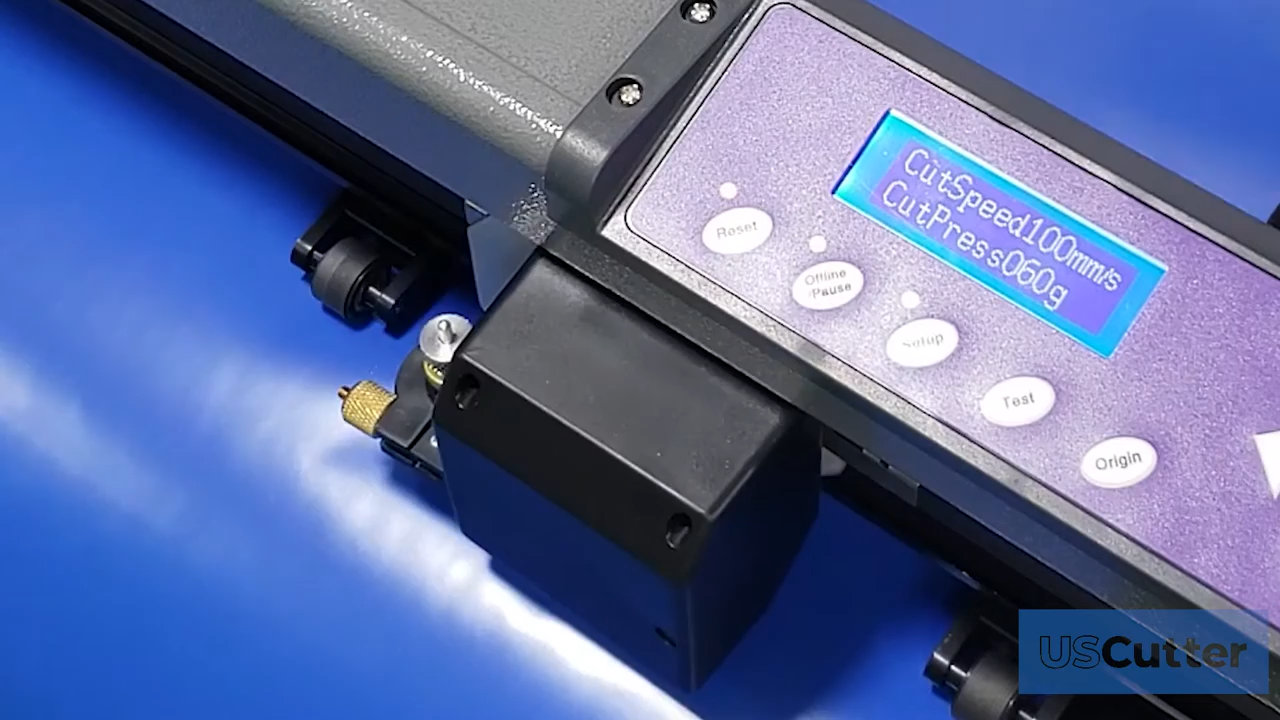 CutSpeed100mm/s
CutPress060g
Reset
Offline
/Pause
Setup
Test
Origin
USCutter